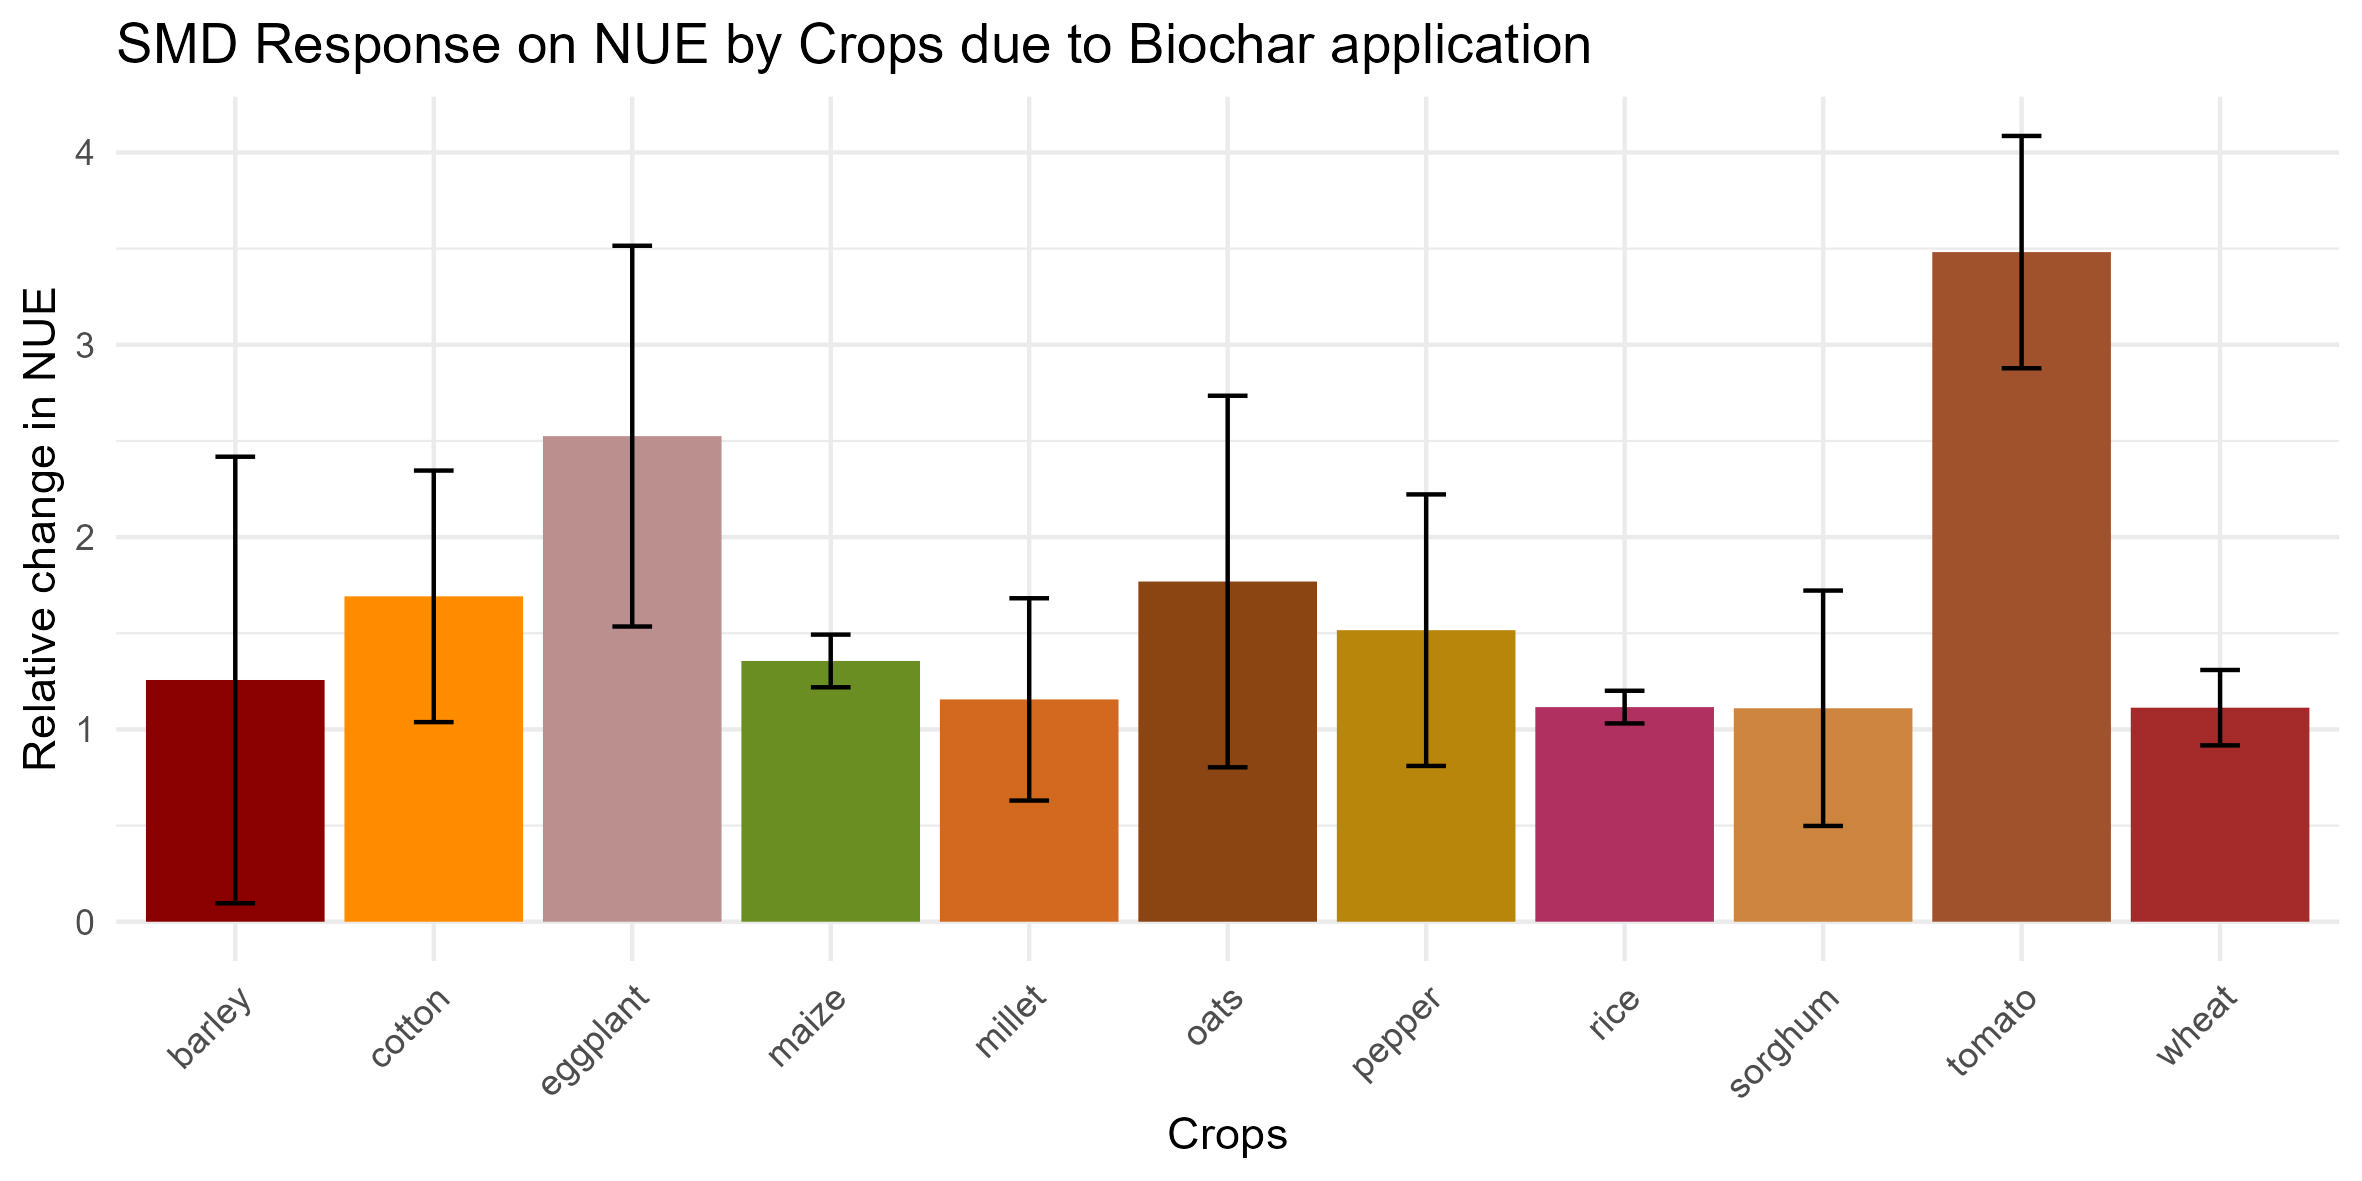 SMD Response on NUE by Crops due to Biochar application
Relative change in NUE
4
3
2
1
0
barley
cotton
eggplant
maize
millet
oats
pepper
rice
sorghum
tomato
wheat
Crops